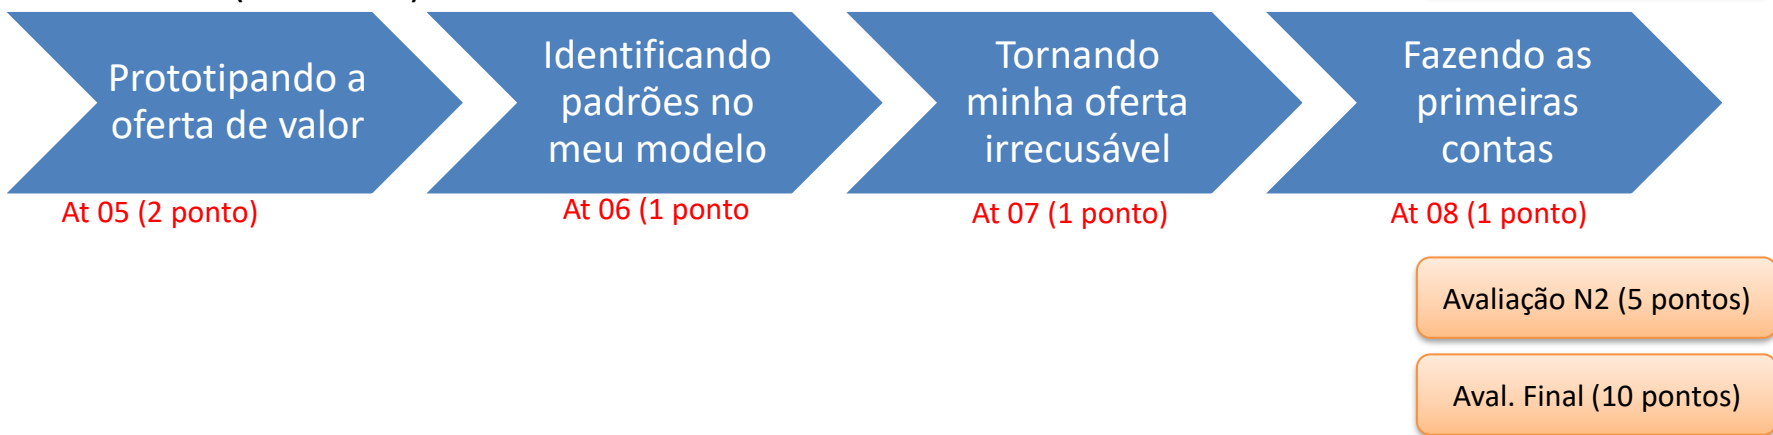 Prototipando a
oferta de valor
Identificando
padrões no
meu modelo
Tornando
minha oferta
irrecusável
Fazendo as
primeiras
contas
At 05 (2 ponto)
At 06 (1 ponto
At 07 (1 ponto)
At 08 (1 ponto)
Avaliação N2 (5 pontos)
Aval. Final (10 pontos)